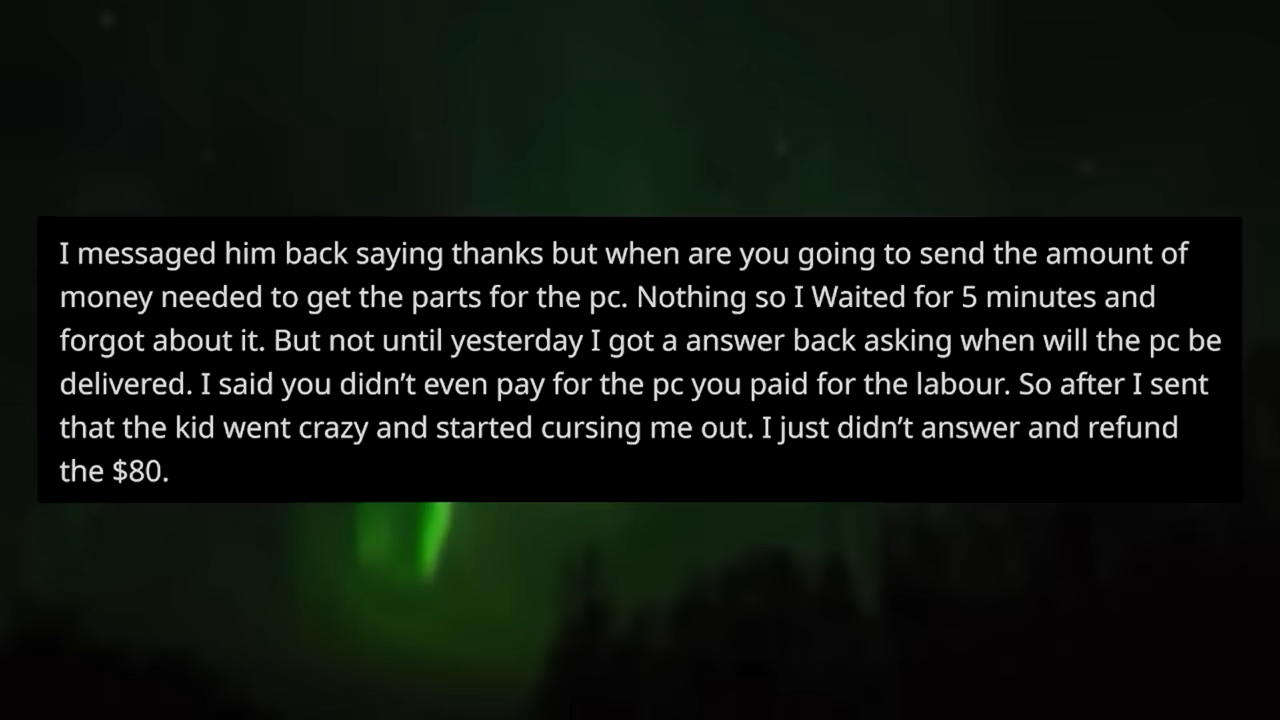 I messaged him back saying thanks but when are you going to send the amount of
money needed to get the parts for the pc. Nothing so I Waited for 5 minutes and
forgot about it. But not until yesterday I got a answer back asking when will the pc be
delivered. I said you didn’t even pay for the pc you paid for the labour. So after I sent
that the kid went crazy and started cursing me out. I just didn’t answer and refund
the $80.